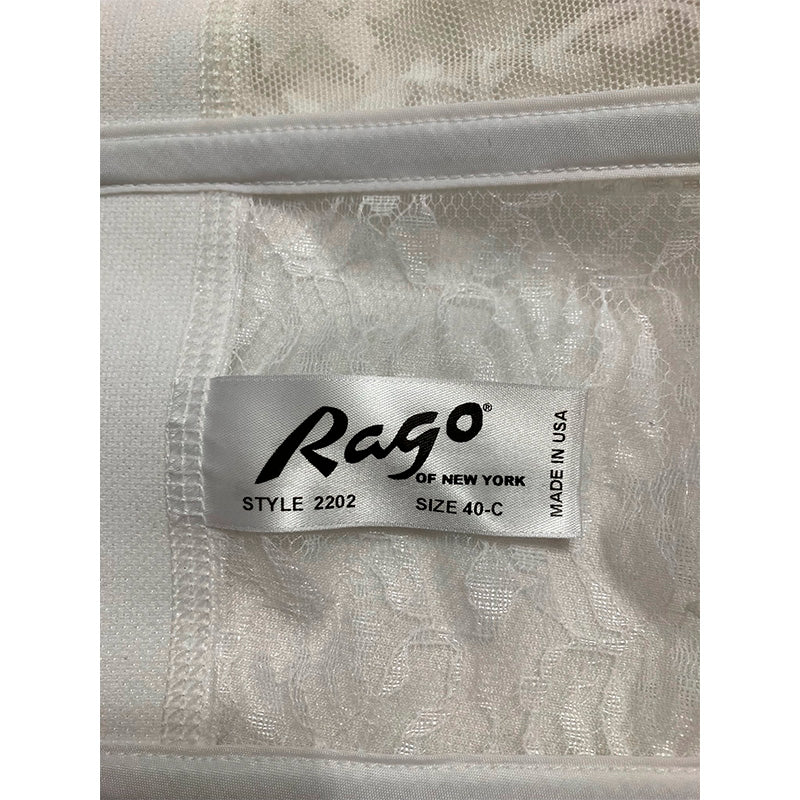 Rago®
OF NEW YORK
STYLE 2202 SIZE 40-C
MADE IN USA